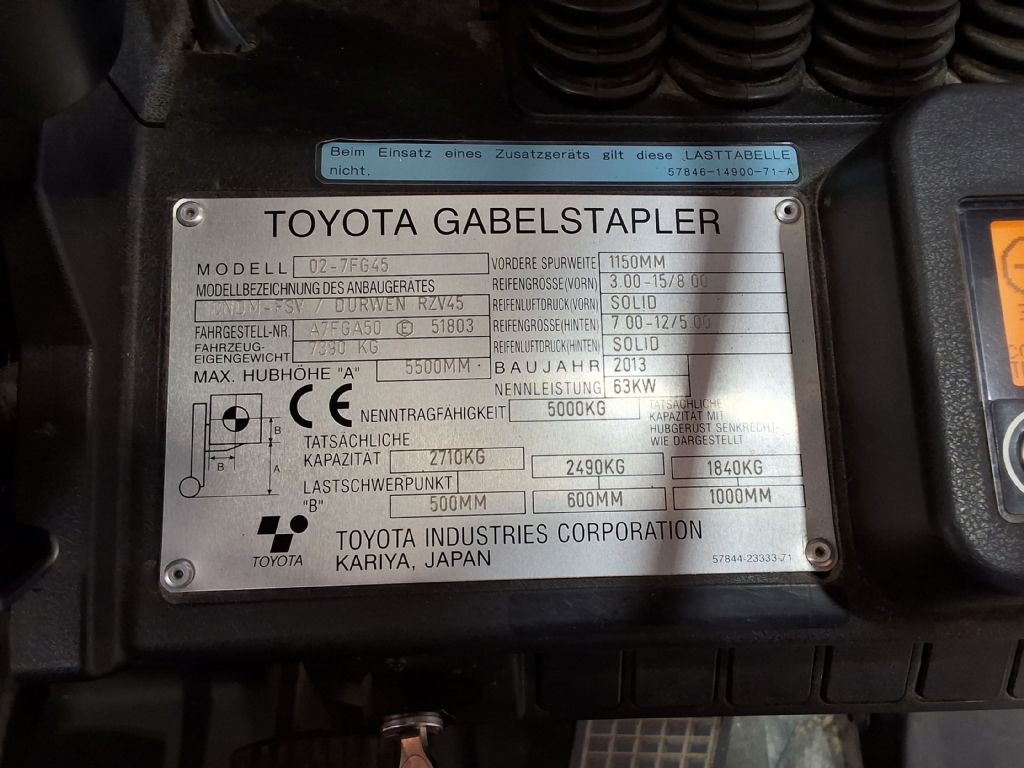 Beim Einsatz eines Zusatzgeräts gilt diese LASTTABELLE
nicht. 57846-14900-71-A
TOYOTA GABELSTAPLER
MODELL 02-7FG45
MODELLBEZEICHNUNG DES ANBAUGERÄTES
/ DURWEN RZV45
FAHRGESTELL-NR. A7FGA50 E 51803
FAHRZEUG-
EIGENGEWICHT KG
MAX. HUBHÖHE "A" 5500MM
VORDERE SPURWEITE 1150MM
REIFENGRÖSSE(VORN) 3.00-15/8.00
REIFENLUFTDRUCK(VORN) SOLID
REIFENGRÖSSE(HINTEN) 7.00-12/5.00
REIFENLUFTDRUCK(HINTEN) SOLID
BAUJAHR 2013
NENNLEISTUNG 63KW
CE
NENNTRAGFÄHIGKEIT 5000KG
TATSÄCHLICHE
KAPAZITÄT MIT
HUBGERÜST SENKRECHT-
WIE DARGESTELLT
B
B
A
TATSÄCHLICHE
KAPAZITÄT 2710KG 2490KG 1840KG
LASTSCHWERPUNKT
"B" 500MM 600MM 1000MM
TOYOTA
TOYOTA INDUSTRIES CORPORATION
KARIYA, JAPAN
57844-23333-71